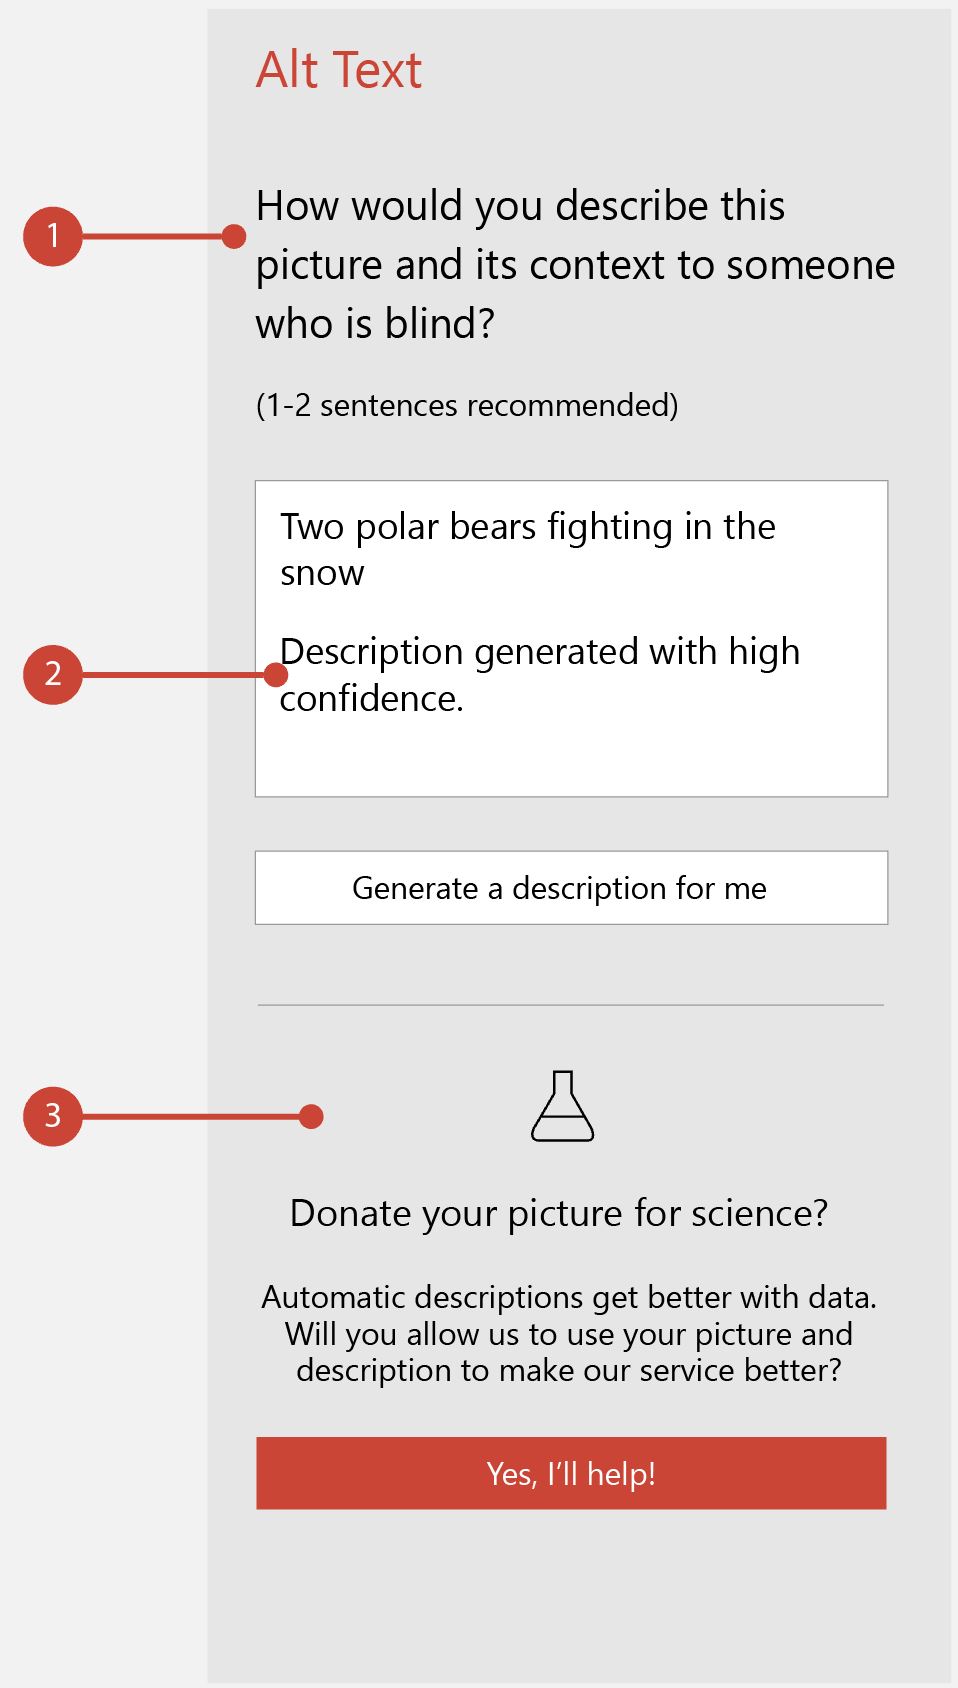 Alt Text
1
How would you describe this
picture and its context to someone
who is blind?
(1-2 sentences recommended)
Two polar bears fighting in the
snow
2
Description generated with high
confidence.
Generate a description for me
3
Donate your picture for science?
Automatic descriptions get better with data.
Will you allow us to use your picture and
description to make our service better?
Yes, I’ll help!